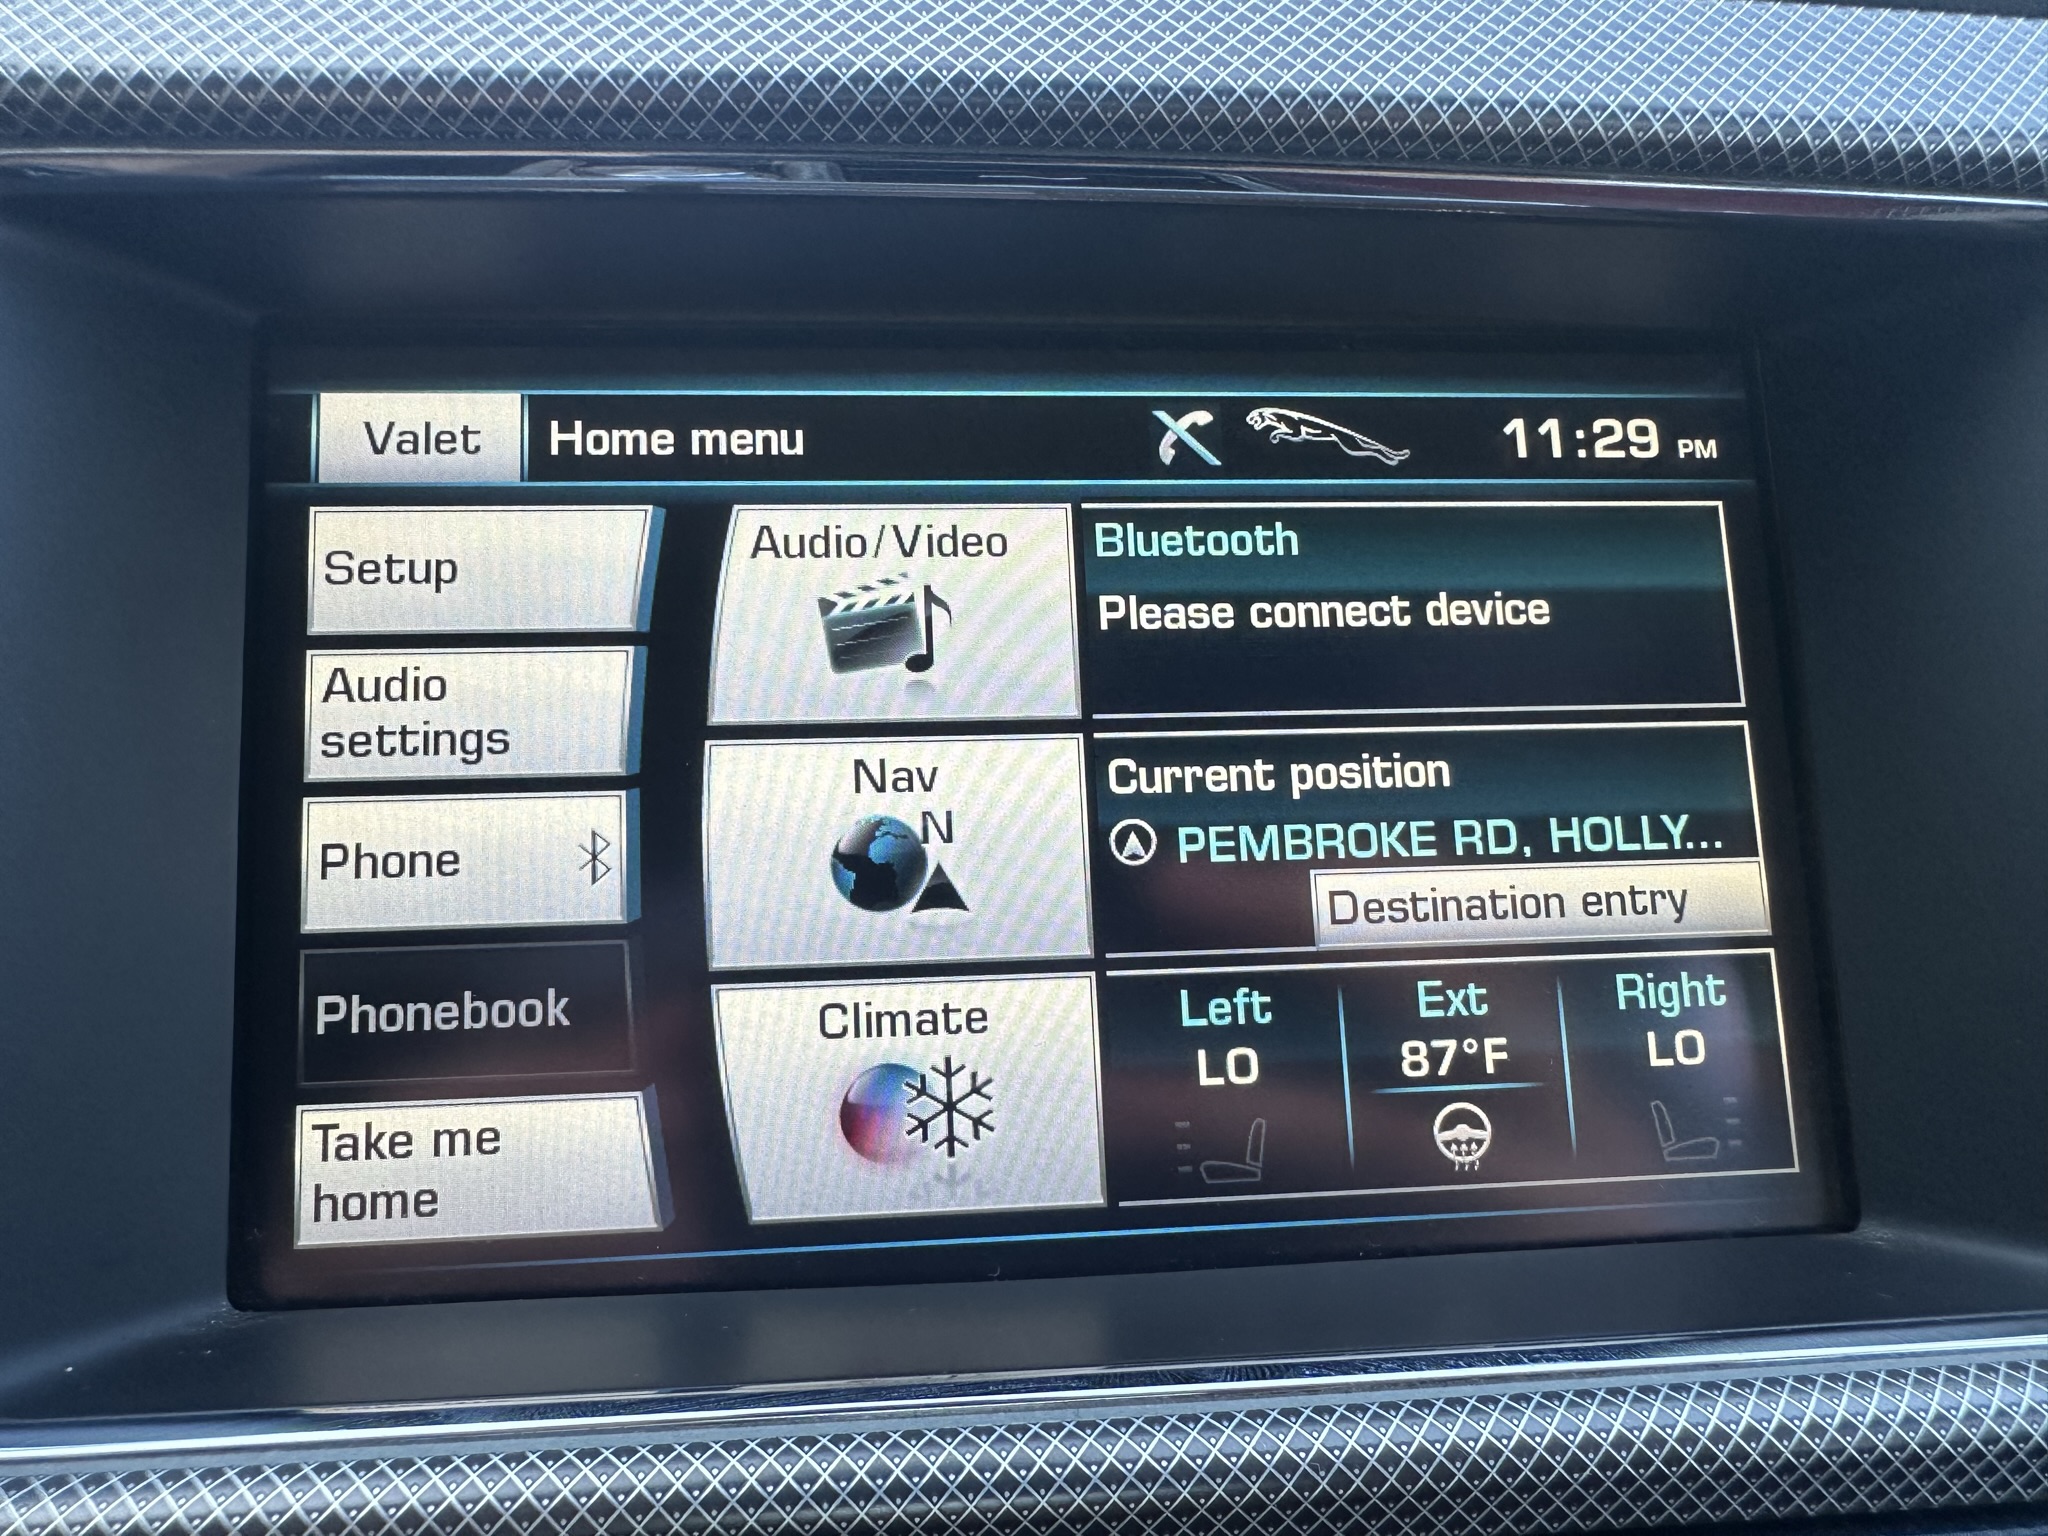 Valet
Home menu
11:29 PM
Setup
Audio
settings
Phone
Phonebook
Take me
home
Audio/Video
Nav
N
Climate
Bluetooth
Please connect device
Current position
PEMBROKE RD, HOLLY...
Destination entry
Left
LO
Ext
87°F
Right
LO